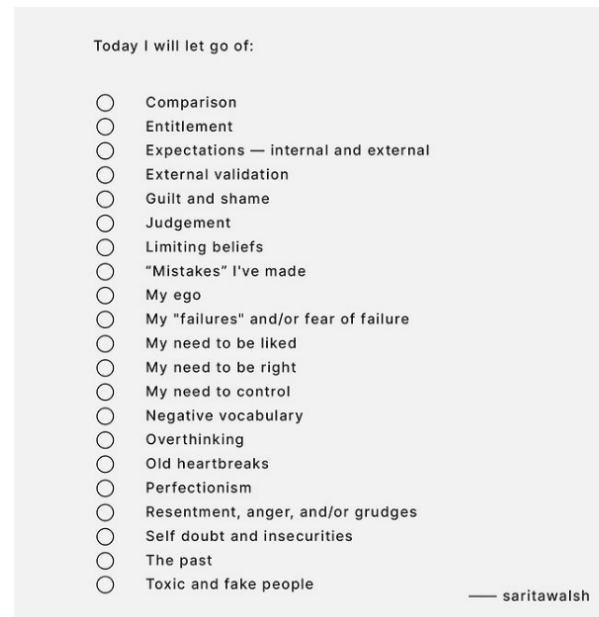 Today I will let go of:
Comparison
Entitlement
Expectations — internal and external
External validation
Guilt and shame
Judgement
Limiting beliefs
“Mistakes” I've made
My ego
My "failures" and/or fear of failure
My need to be liked
My need to be right
My need to control
Negative vocabulary
Overthinking
Old heartbreaks
Perfectionism
Resentment, anger, and/or grudges
Self doubt and insecurities
The past
Toxic and fake people
— saritawalsh